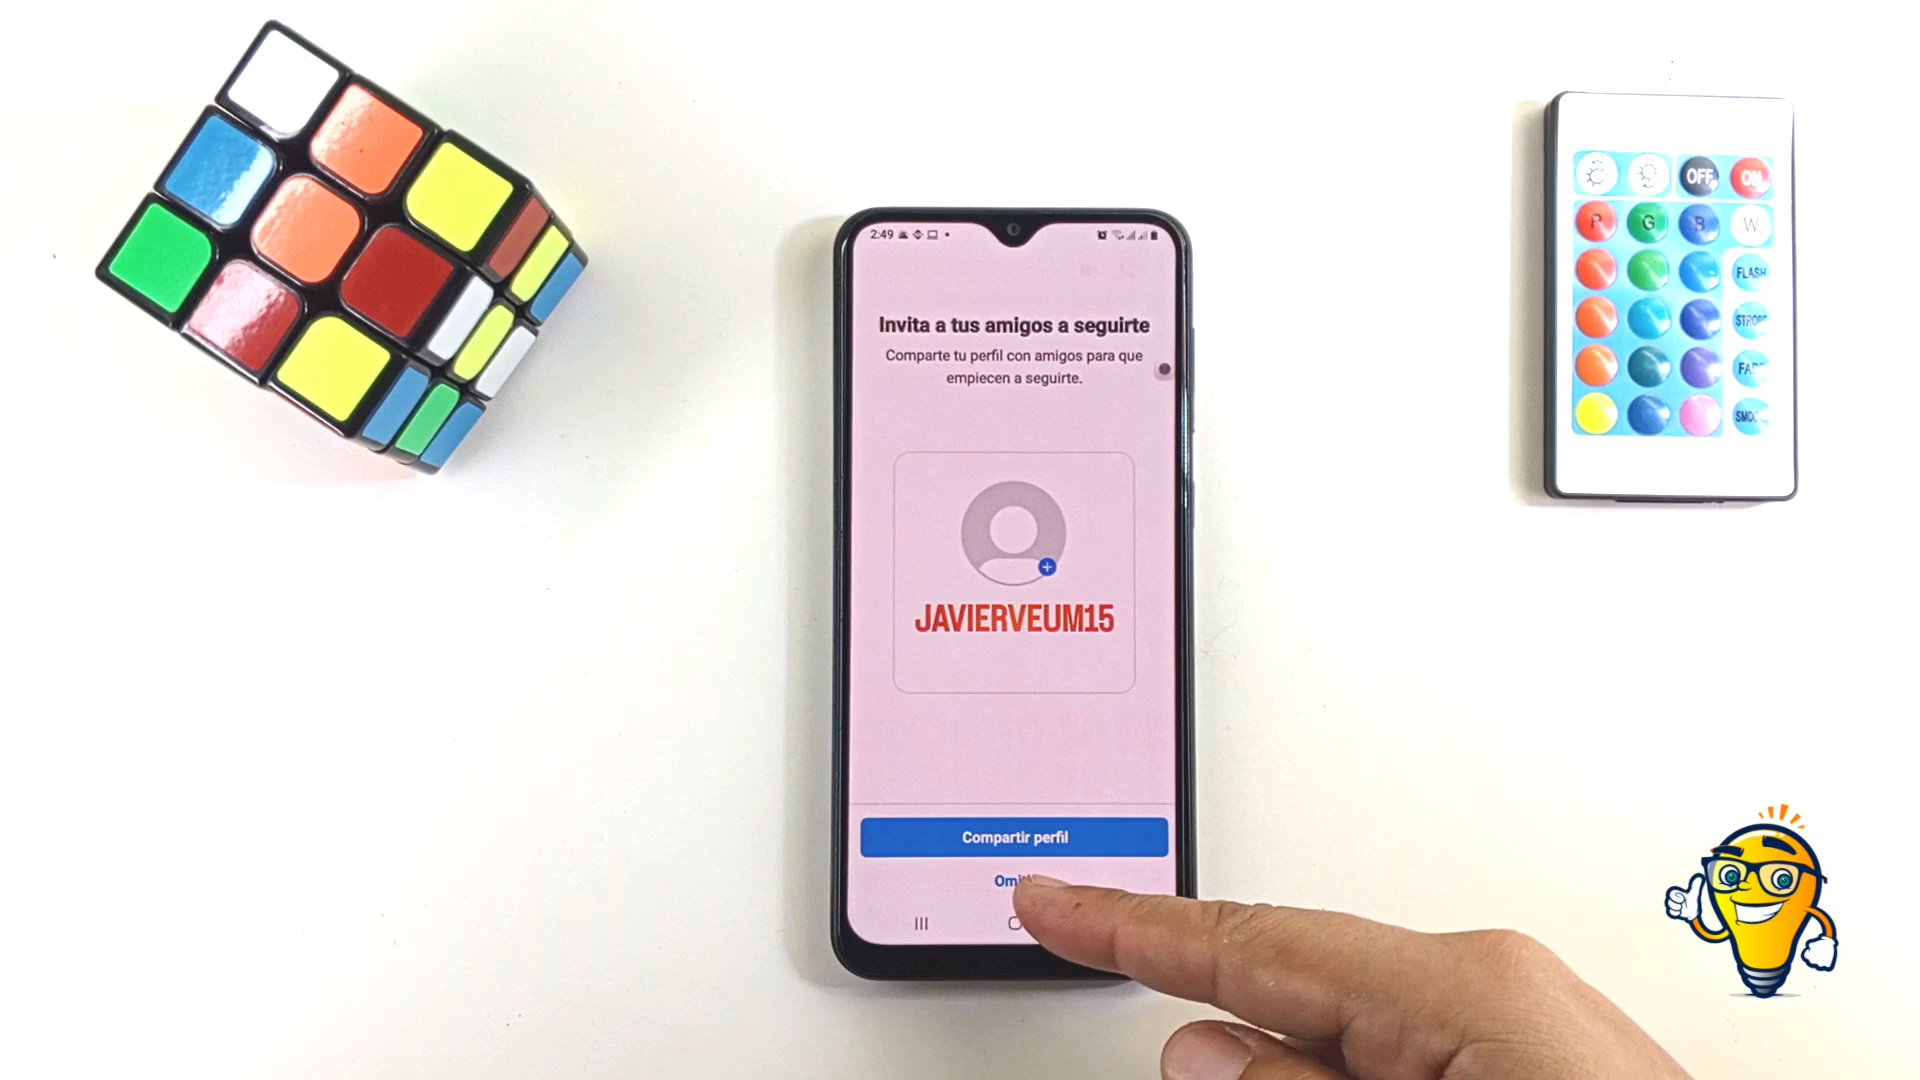 2:49
Invita a tus amigos a seguirte
Comparte tu perfil con amigos para que
empiecen a seguirte.
JAVIERVEUM15
Compartir perfil
OFF ON
R G B W
FLASH